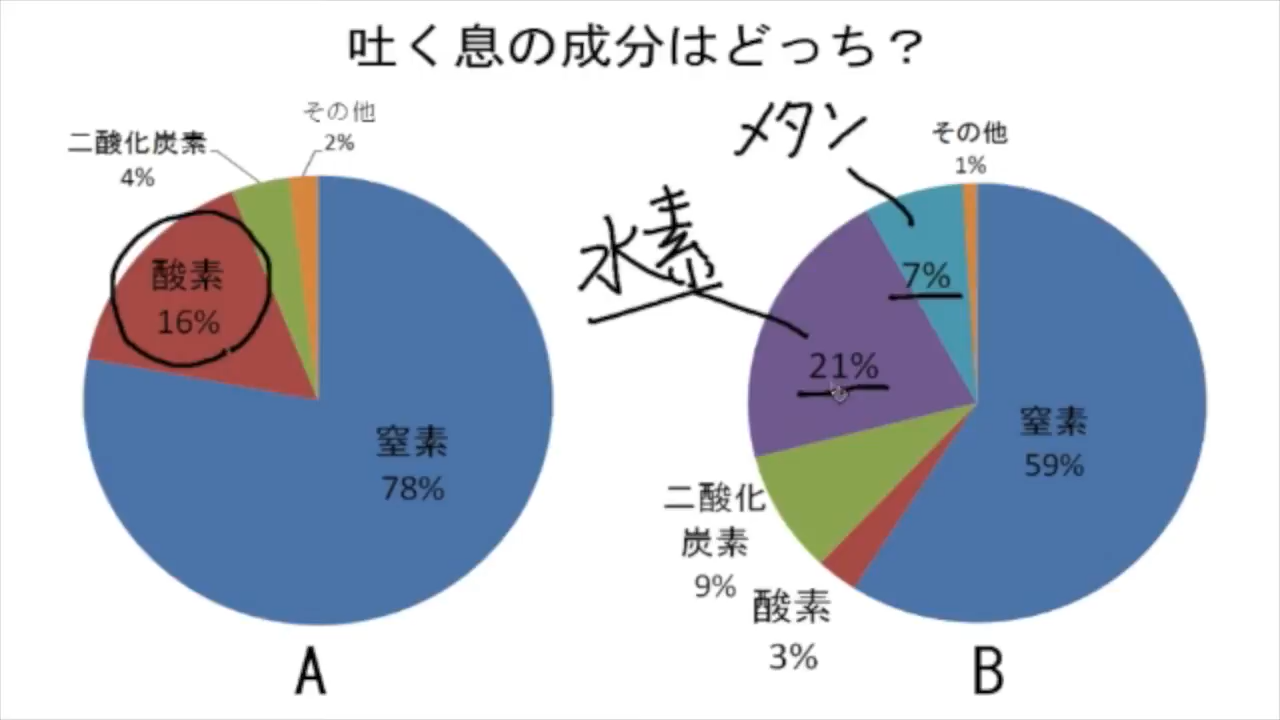 吐く息の成分はどっち？
その他
2%
二酸化炭素
4%
酸素
16%
窒素
78%
A
メタン
その他
1%
水素
7%
21%
窒素
59%
二酸化
炭素
9%
酸素
3%
B